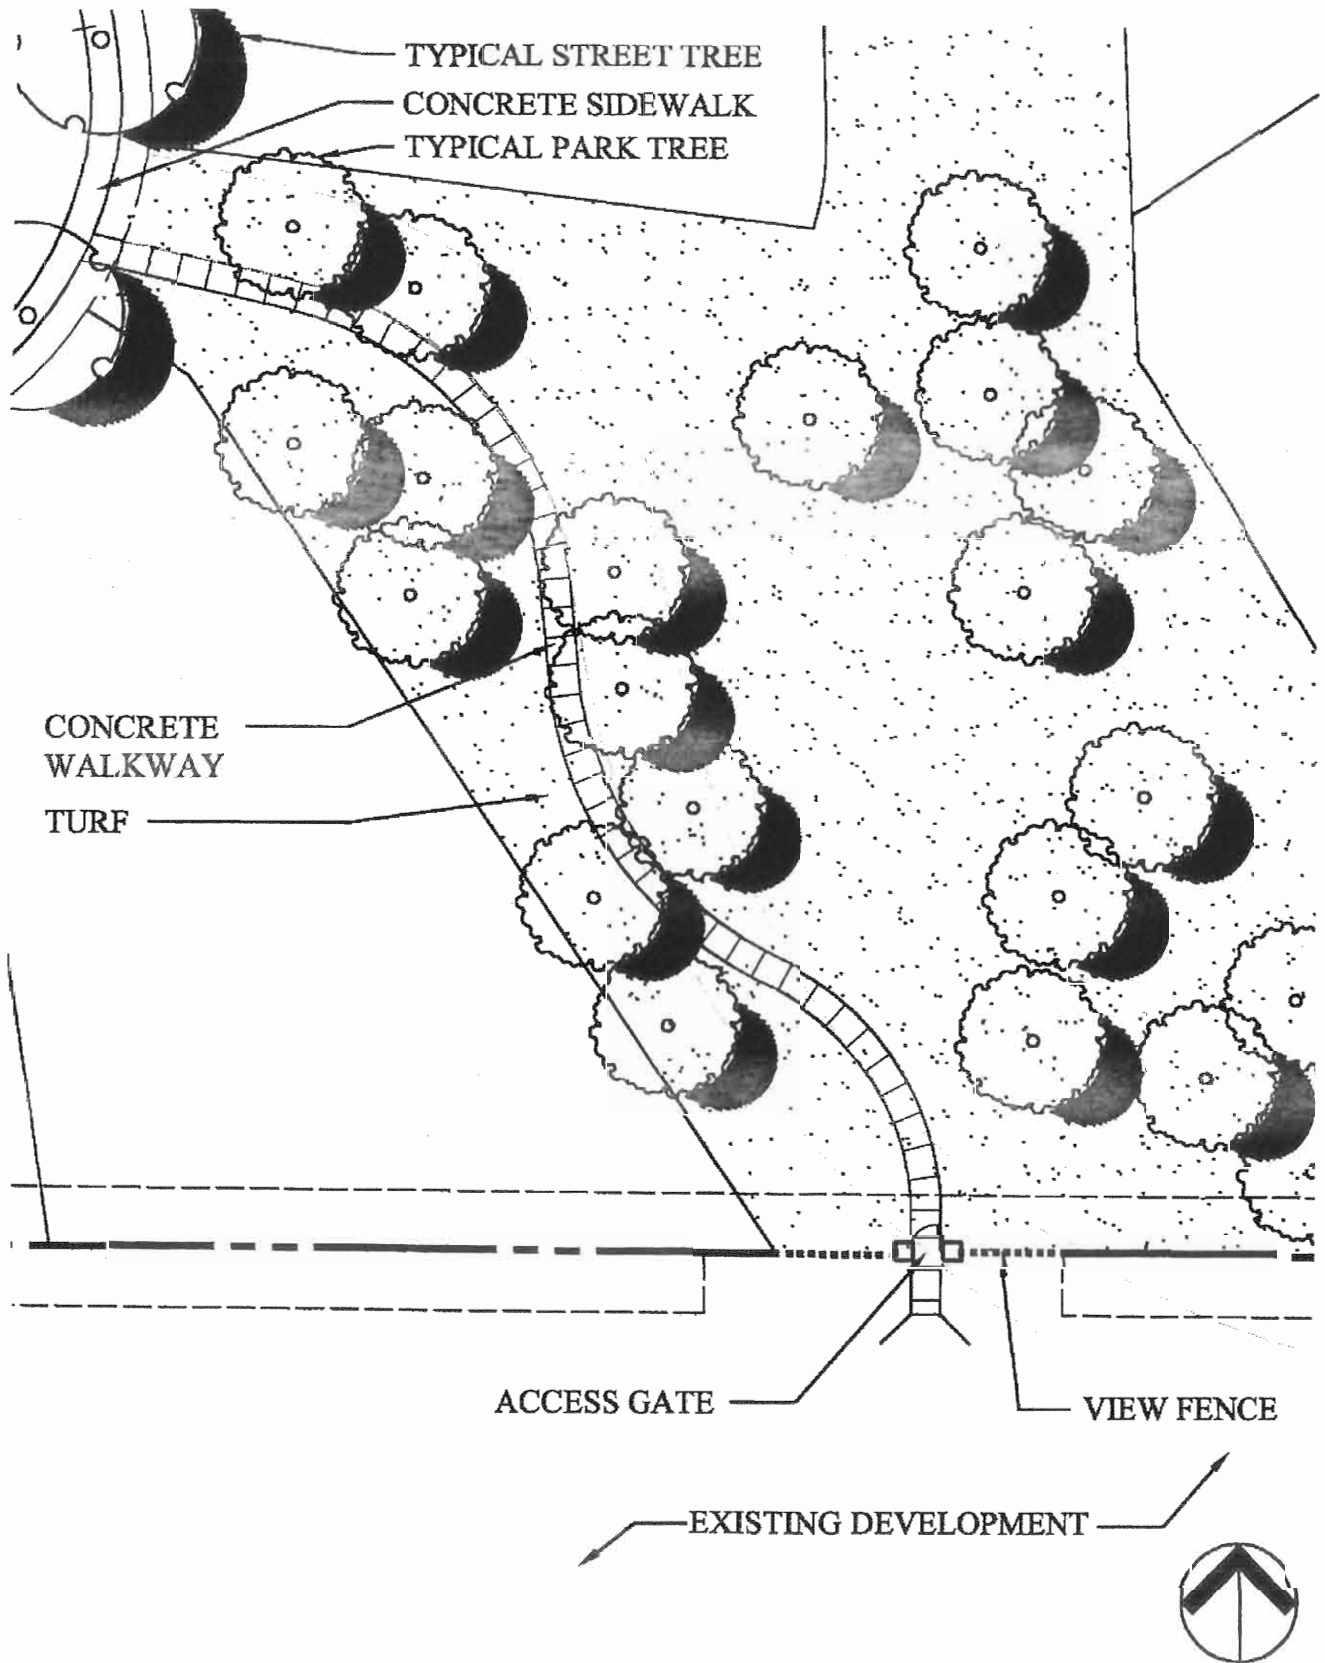 TYPICAL STREET TREE
CONCRETE SIDEWALK
TYPICAL PARK TREE
CONCRETE
WALKWAY
TURF
ACCESS GATE
VIEW FENCE
EXISTING DEVELOPMENT